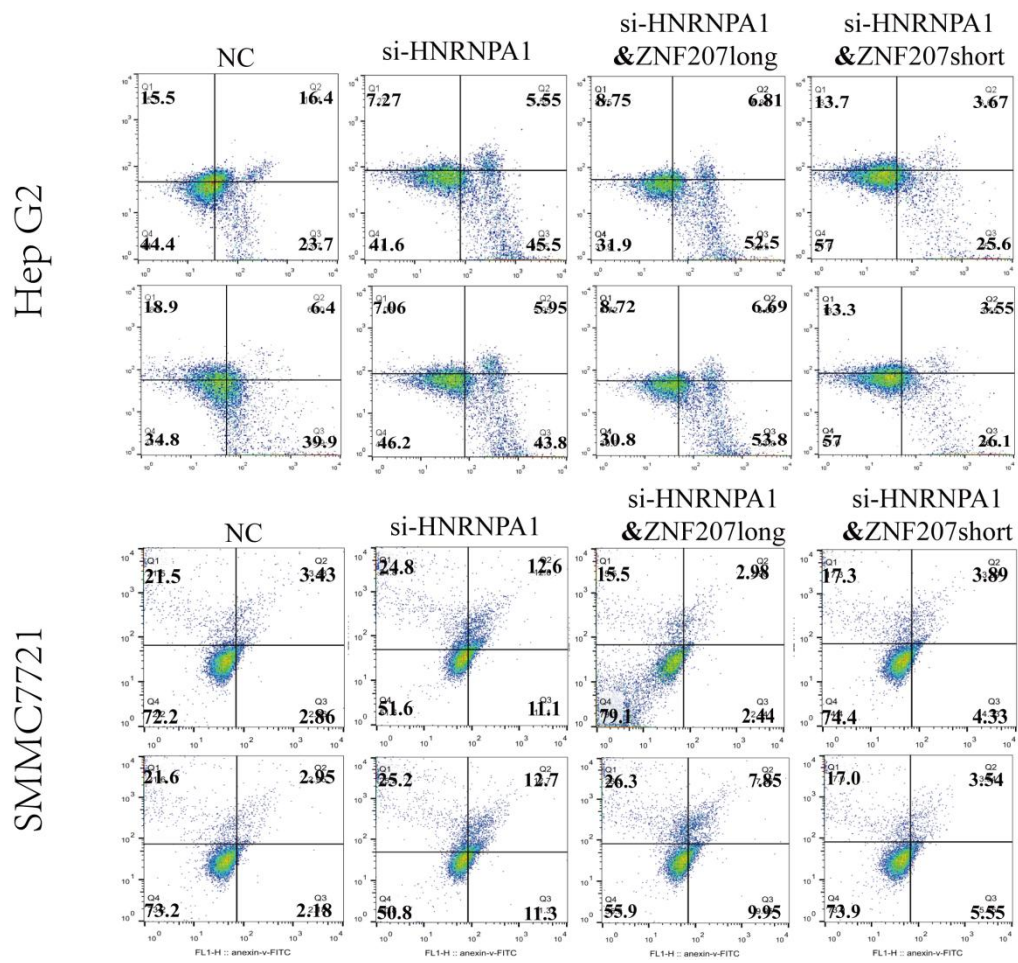 NC
si-HNRNPA1
si-HNRNPA1
&ZNF207long
si-HNRNPA1
&ZNF207short
Hep G2
Q1 Q2 Q1 Q2 Q1 Q2 Q1 Q2
15.5 16.4 7.27 5.55 8.75 6.81 13.7 3.67
Q4 Q3 Q4 Q3 Q4 Q3 Q4 Q3
44.4 23.7 41.6 45.5 31.9 52.5 57 25.6
Q1 Q2 Q1 Q2 Q1 Q2 Q1 Q2
18.9 6.4 7.06 5.95 8.72 6.69 13.3 3.55
Q4 Q3 Q4 Q3 Q4 Q3 Q4 Q3
34.8 39.9 46.2 43.8 30.8 53.8 57 26.1
NC
si-HNRNPA1
si-HNRNPA1
&ZNF207long
si-HNRNPA1
&ZNF207short
SMMC7721
Q1 Q2 Q1 Q2 Q1 Q2 Q1 Q2
21.5 3.43 24.8 12.6 15.5 2.98 17.3 3.89
Q4 Q3 Q4 Q3 Q4 Q3 Q4 Q3
72.2 2.86 51.6 11.1 79.1 2.44 74.4 4.33
Q1 Q2 Q1 Q2 Q1 Q2 Q1 Q2
21.6 2.95 25.2 12.7 26.3 7.85 17.0 3.54
Q4 Q3 Q4 Q3 Q4 Q3 Q4 Q3
73.2 2.18 50.8 11.3 55.9 9.95 73.9 5.55
FL1-H :: anexin-v-FITC FL1-H :: anexin-v-FITC FL1-H :: anexin-v-FITC FL1-H :: anexin-v-FITC